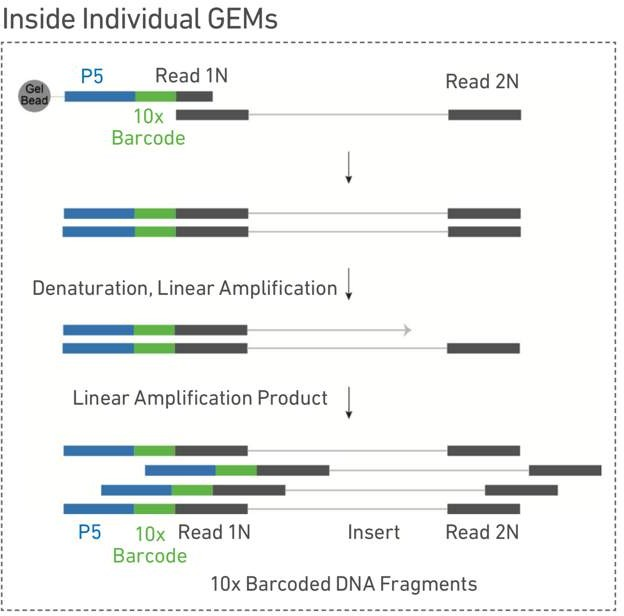 Inside Individual GEMs
Gel
Bead
P5
Read 1N
Read 2N
10x
Barcode
Denaturation, Linear Amplification
Linear Amplification Product
P5
10x
Barcode
Read 1N
Insert
Read 2N
10x Barcoded DNA Fragments